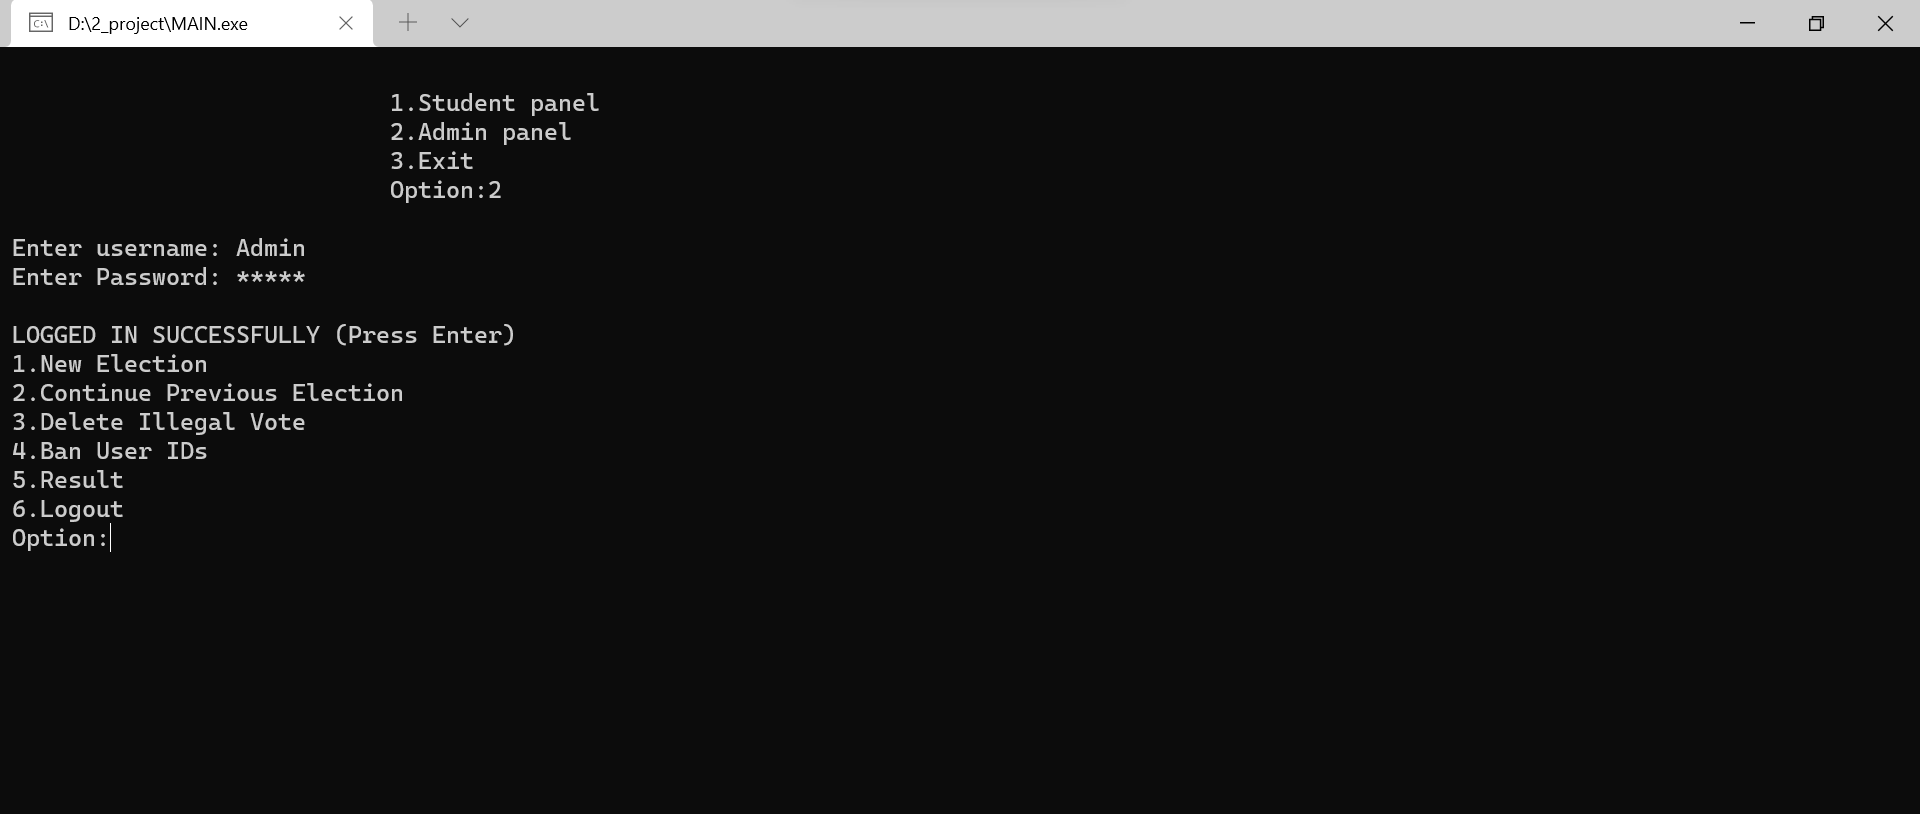 D:\2_project\MAIN.exe
1.Student panel
2.Admin panel
3.Exit
Option:2
Enter username: Admin
Enter Password: *****
LOGGED IN SUCCESSFULLY (Press Enter)
1.New Election
2.Continue Previous Election
3.Delete Illegal Vote
4.Ban User IDs
5.Result
6.Logout
Option: